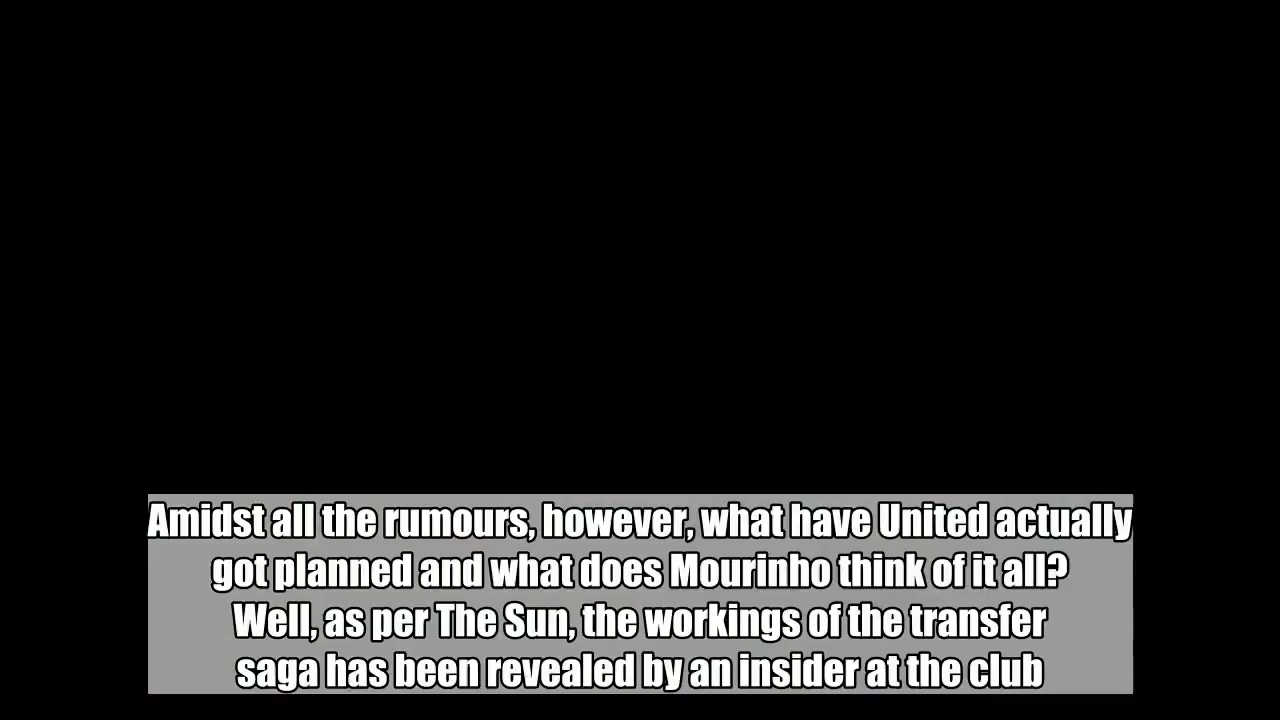 Amidst all the rumours, however, what have United actually
got planned and what does Mourinho think of it all?
Well, as per The Sun, the workings of the transfer
saga has been revealed by an insider at the club